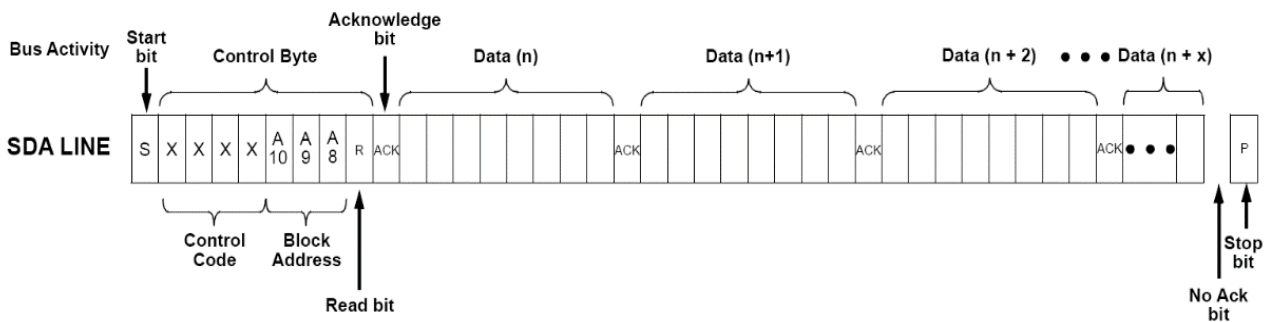 Bus Activity
Start
bit
Control Byte
Acknowledge
bit
Data (n)
Data (n+1)
Data (n + 2)
● ● ●
Data (n + x)
SDA LINE
S
X
X
X
X
A
10
A
9
A
8
R
ACK
ACK
ACK
ACK
● ● ●
P
Control
Code
Block
Address
Read bit
No Ack
bit
Stop
bit